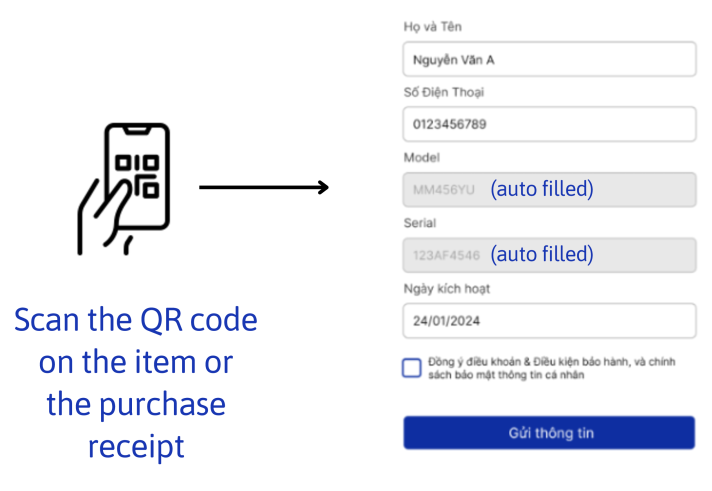 Scan the QR code
on the item or
the purchase
receipt
Họ và Tên
Nguyễn Văn A
Số Điện Thoại
0123456789
Model
MM456YU (auto filled)
Serial
123AF4546 (auto filled)
Ngày kích hoạt
24/01/2024
Đồng ý điều khoản & Điều kiện bảo hành, và chính
sách bảo mật thông tin cá nhân
Gửi thông tin